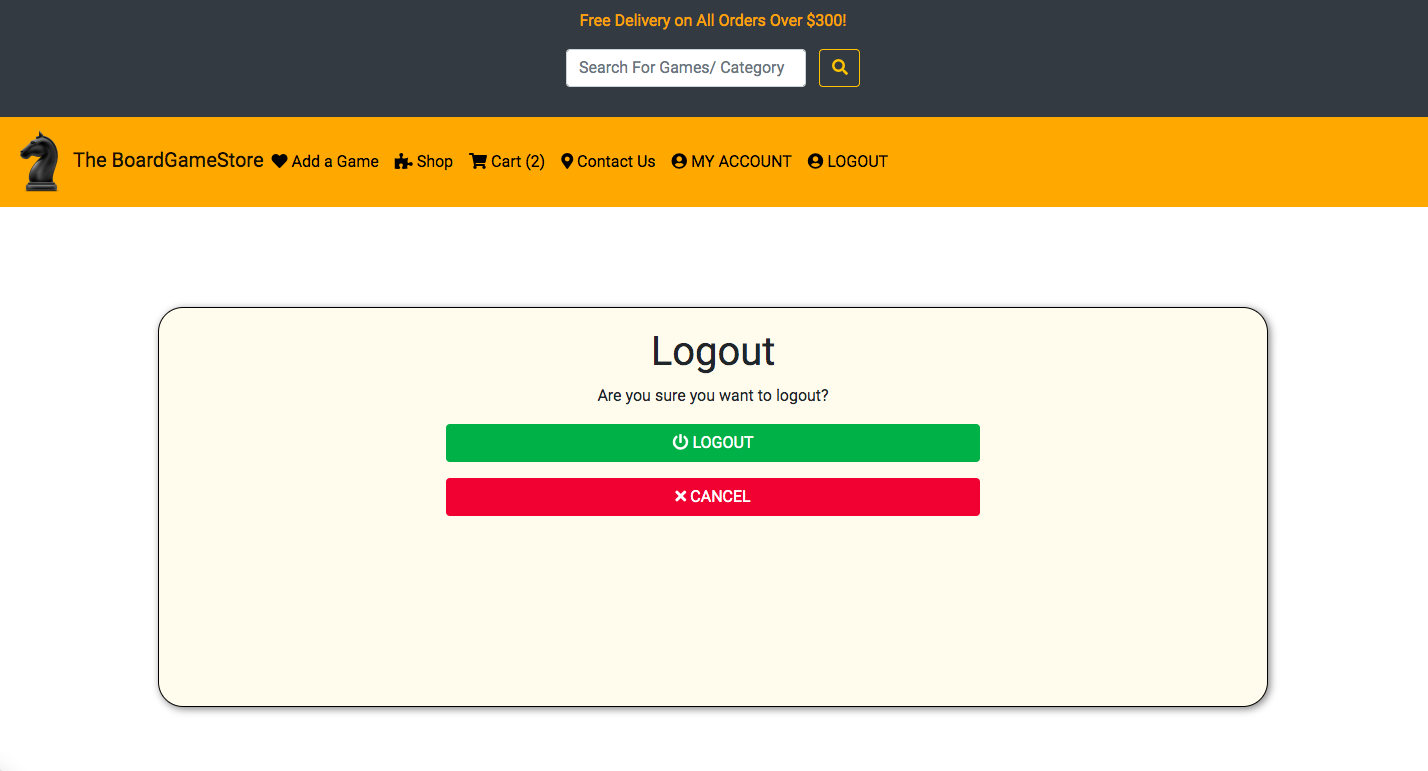 Free Delivery on All Orders Over $300!
Search For Games/ Category
The BoardGameStore Add a Game Shop Cart (2) Contact Us MY ACCOUNT LOGOUT
Logout
Are you sure you want to logout?
LOGOUT
CANCEL